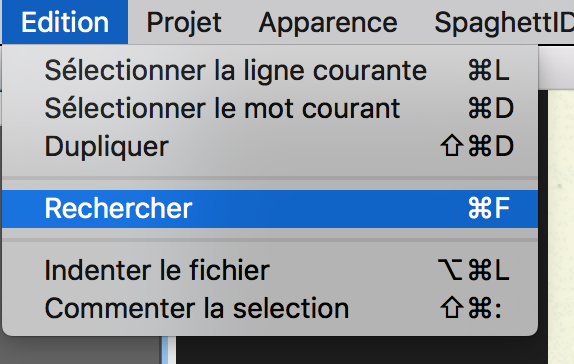 Edition Projet Apparence SpaghettID
Sélectionner la ligne courante ⌘L
Sélectionner le mot courant ⌘D
Dupliquer ⇧⌘D
Rechercher ⌘F
Indenter le fichier ⌥⌘L
Commenter la selection ⇧⌘: